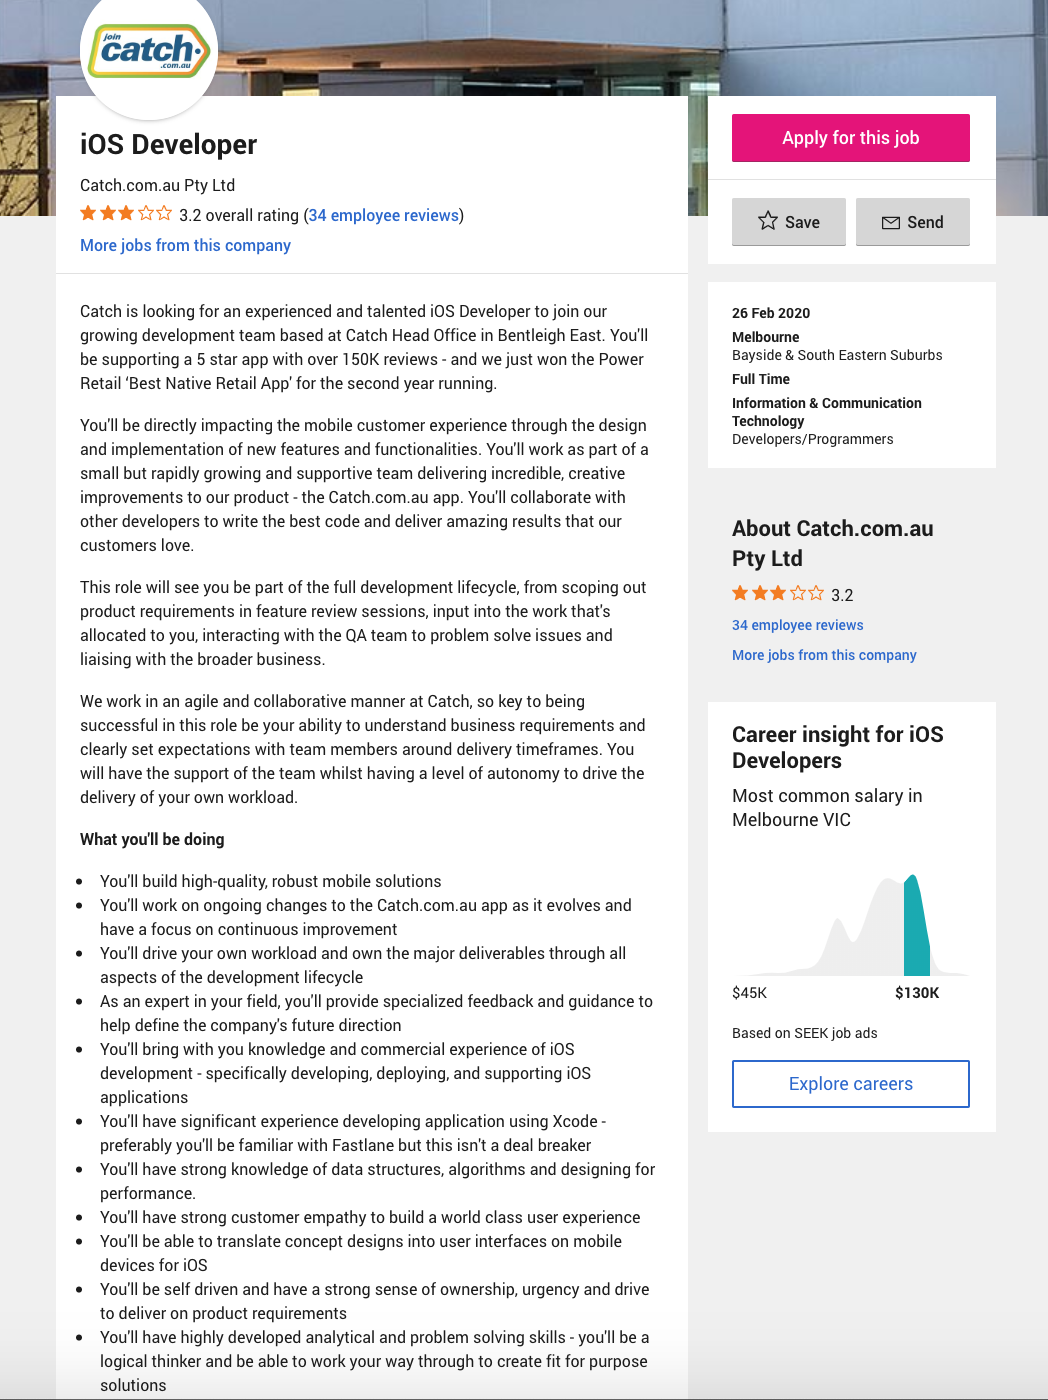 join
catch
.com.au
iOS Developer
Catch.com.au Pty Ltd
3.2 overall rating (34 employee reviews)
More jobs from this company
Catch is looking for an experienced and talented iOS Developer to join our
growing development team based at Catch Head Office in Bentleigh East. You'll
be supporting a 5 star app with over 150K reviews - and we just won the Power
Retail ‘Best Native Retail App’ for the second year running.
You'll be directly impacting the mobile customer experience through the design
and implementation of new features and functionalities. You'll work as part of a
small but rapidly growing and supportive team delivering incredible, creative
improvements to our product - the Catch.com.au app. You'll collaborate with
other developers to write the best code and deliver amazing results that our
customers love.
This role will see you be part of the full development lifecycle, from scoping out
product requirements in feature review sessions, input into the work that's
allocated to you, interacting with the QA team to problem solve issues and
liaising with the broader business.
We work in an agile and collaborative manner at Catch, so key to being
successful in this role be your ability to understand business requirements and
clearly set expectations with team members around delivery timeframes. You
will have the support of the team whilst having a level of autonomy to drive the
delivery of your own workload.
What you'll be doing
• You'll build high-quality, robust mobile solutions
• You'll work on ongoing changes to the Catch.com.au app as it evolves and
have a focus on continuous improvement
• You'll drive your own workload and own the major deliverables through all
aspects of the development lifecycle
• As an expert in your field, you'll provide specialized feedback and guidance to
help define the company's future direction
• You'll bring with you knowledge and commercial experience of iOS
development - specifically developing, deploying, and supporting iOS
applications
• You'll have significant experience developing application using Xcode -
preferably you'll be familiar with Fastlane but this isn't a deal breaker
• You'll have strong knowledge of data structures, algorithms and designing for
performance.
• You'll have strong customer empathy to build a world class user experience
• You'll be able to translate concept designs into user interfaces on mobile
devices for iOS
• You'll be self driven and have a strong sense of ownership, urgency and drive
to deliver on product requirements
• You'll have highly developed analytical and problem solving skills - you'll be a
logical thinker and be able to work your way through to create fit for purpose
solutions
Apply for this job
Save
Send
26 Feb 2020
Melbourne
Bayside & South Eastern Suburbs
Full Time
Information & Communication
Technology
Developers/Programmers
About Catch.com.au
Pty Ltd
3.2
34 employee reviews
More jobs from this company
Career insight for iOS
Developers
Most common salary in
Melbourne VIC
$45K
$130K
Based on SEEK job ads
Explore careers